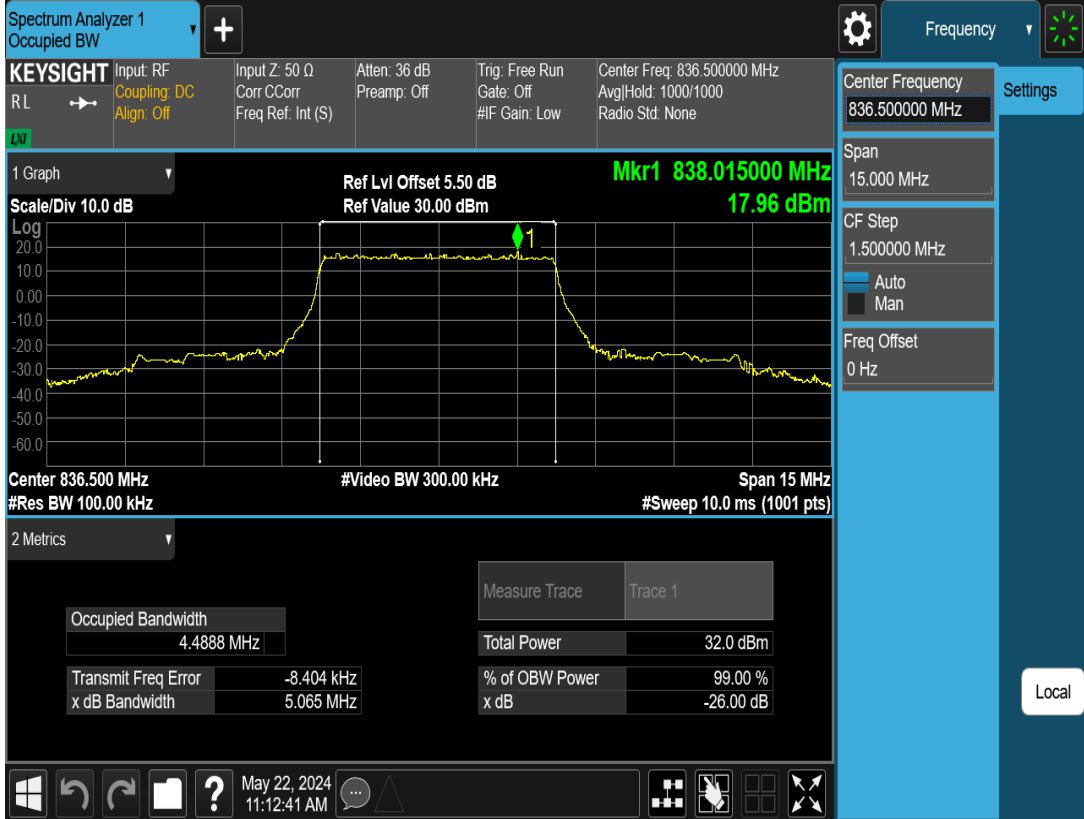 Spectrum Analyzer 1
Occupied BW
+
Frequency
KEYSIGHT
RL
LXI
Input: RF
Coupling: DC
Align: Off
Input Z: 50 Ω
Corr CCorr
Freq Ref: Int (S)
Atten: 36 dB
Preamp: Off
Trig: Free Run
Gate: Off
#IF Gain: Low
Center Freq: 836.500000 MHz
Avg|Hold: 1000/1000
Radio Std: None
Center Frequency
836.500000 MHz
Settings
Span
15.000 MHz
CF Step
1.500000 MHz
Auto
Man
Freq Offset
0 Hz
Local
1 Graph
Scale/Div 10.0 dB
Ref Lvl Offset 5.50 dB
Ref Value 30.00 dBm
Mkr1 838.015000 MHz
17.96 dBm
Log
1
20.0
10.0
0.00
-10.0
-20.0
-30.0
-40.0
-50.0
-60.0
Center 836.500 MHz
#Video BW 300.00 kHz
Span 15 MHz
#Res BW 100.00 kHz
#Sweep 10.0 ms (1001 pts)
2 Metrics
Measure Trace
Trace 1
Occupied Bandwidth
4.4888 MHz
Total Power
32.0 dBm
Transmit Freq Error
-8.404 kHz
% of OBW Power
99.00 %
x dB Bandwidth
5.065 MHz
x dB
-26.00 dB
?
May 22, 2024
11:12:41 AM